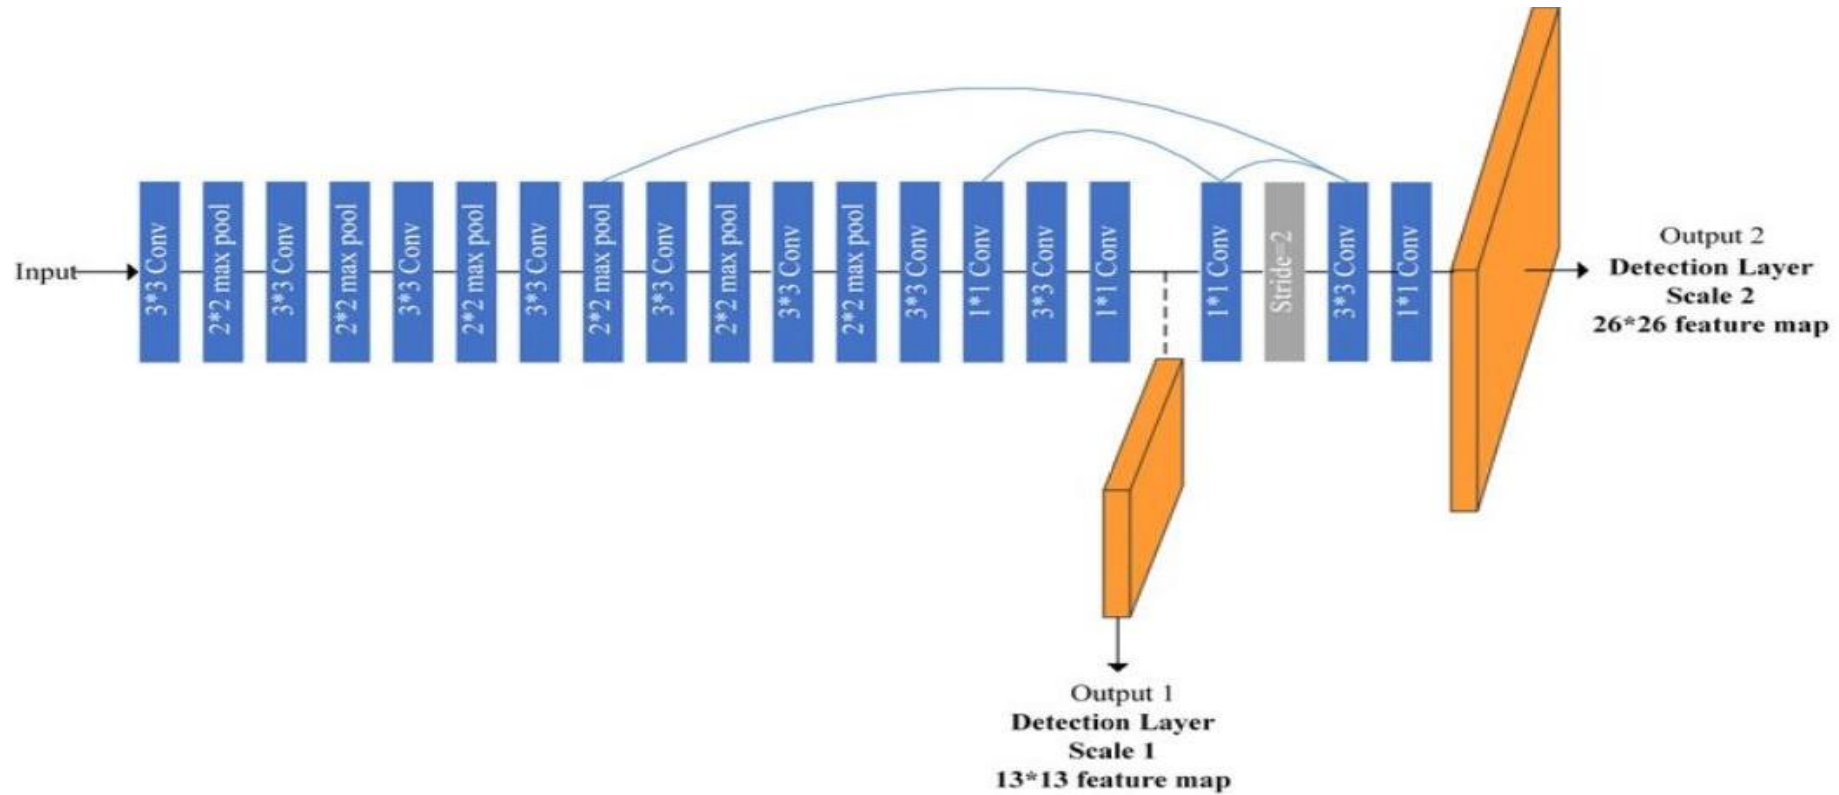 Input
3*3 Conv
2*2 max pool
3*3 Conv
2*2 max pool
3*3 Conv
2*2 max pool
3*3 Conv
2*2 max pool
3*3 Conv
2*2 max pool
3*3 Conv
2*2 max pool
3*3 Conv
1*1 Conv
3*3 Conv
1*1 Conv
1*1 Conv
Stride=2
3*3 Conv
1*1 Conv
Output 2
Detection Layer
Scale 2
26*26 feature map
Output 1
Detection Layer
Scale 1
13*13 feature map